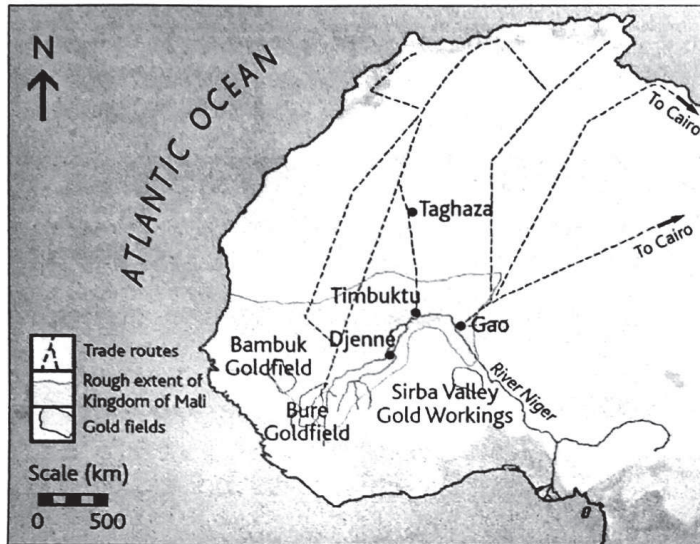 N
ATLANTIC OCEAN
To Cairo
Taghaza
To Cairo
Timbuktu
Gao
Djenne
Bambuk
Goldfield
River Niger
Sirba Valley
Gold Workings
Bure
Goldfield
Trade routes
Rough extent of
Kingdom of Mali
Gold fields
Scale (km)
0 500